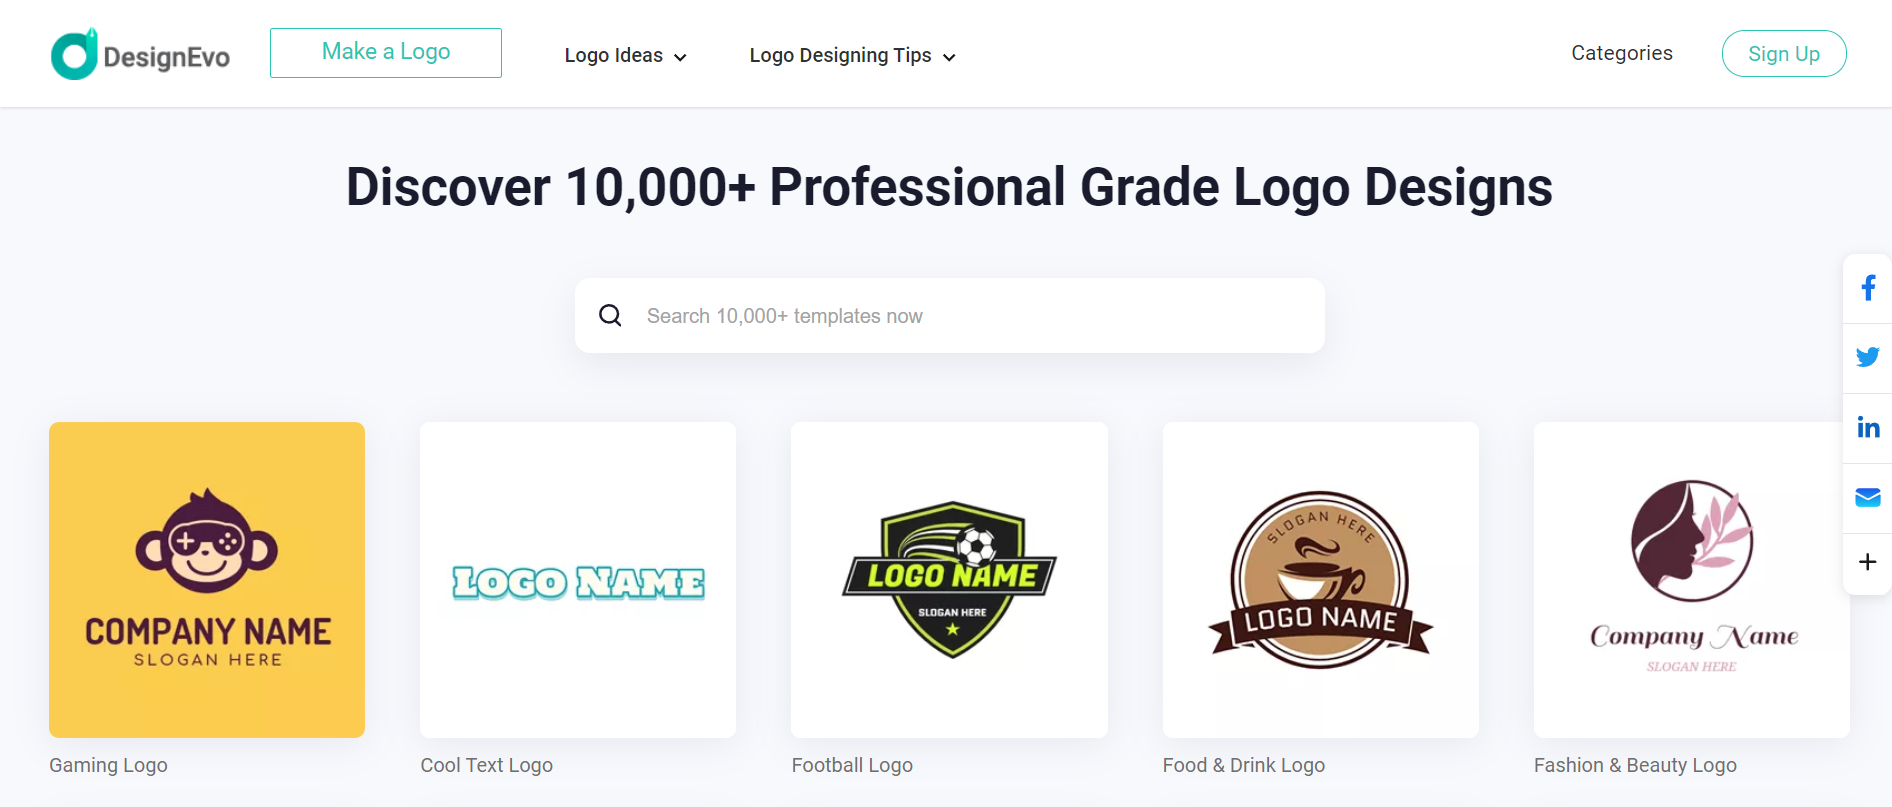 DesignEvo
Make a Logo
Logo Ideas
Logo Designing Tips
Categories
Sign Up
Discover 10,000+ Professional Grade Logo Designs
Search 10,000+ templates now
COMPANY NAME
SLOGAN HERE
Gaming Logo
LOGO NAME
Cool Text Logo
LOGO NAME
SLOGAN HERE
Football Logo
SLOGAN HERE
LOGO NAME
Food & Drink Logo
Company Name
SLOGAN HERE
Fashion & Beauty Logo